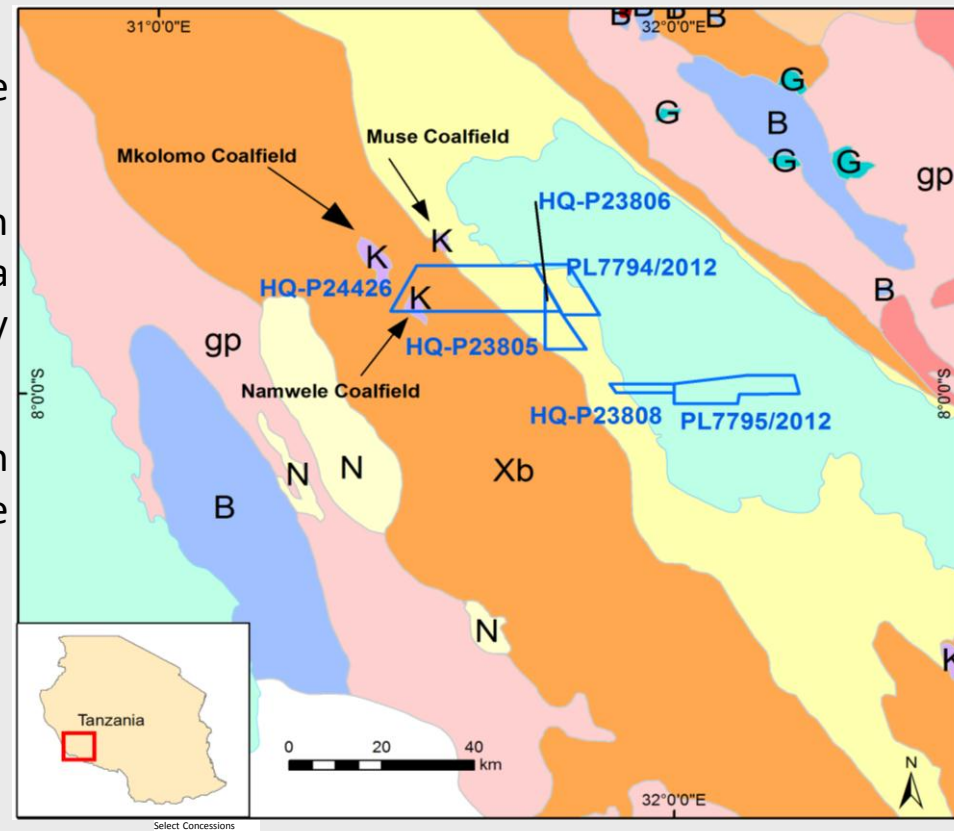 31°0'0"E
32°0'0"E
B
B
B
B
e
Muse Coalfield
Mkolomo Coalfield
G
G
B
G
G
gp
n
a
y
HQ-P23806
K
K
PL7794/2012
HQ-P24426
K
B
gp
HQ-P23805
Namwele Coalfield
8°0'0"S
8°0'0"S
HQ-P23808
PL7795/2012
n
e
N
N
Xb
B
N
K
Tanzania
0 20 40
km
N
32°0'0"E
Select Concessions